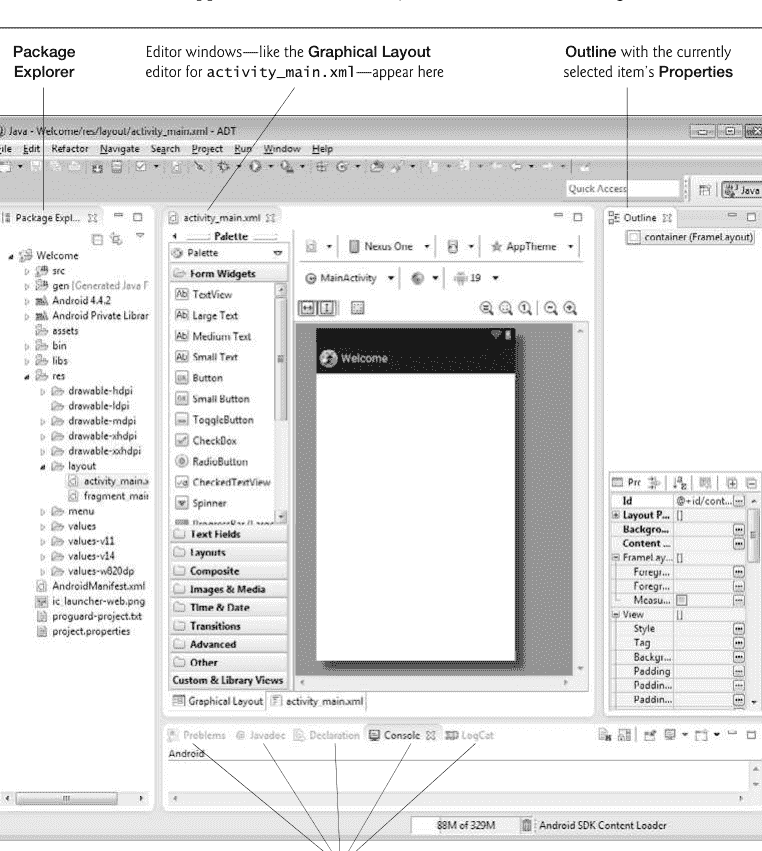 Package
Explorer
Editor windows—like the Graphical Layout
editor for activity_main.xml—appear here
Outline with the currently
selected item's Properties
Java - Welcome/res/layout/activity_main.xml - ADT
File Edit Refactor Navigate Search Project Run Window Help
Quick Access
Java
Package Expl...
Welcome
src
gen [Generated Java F
Android 4.4.2
Android Private Librar
assets
bin
libs
res
drawable-hdpi
drawable-ldpi
drawable-mdpi
drawable-xhdpi
drawable-xxhdpi
layout
activity_main.x
fragment_mair
menu
values
values-v11
values-v14
values-w820dp
AndroidManifest.xml
ic_launcher-web.png
proguard-project.txt
project.properties
activity_main.xml
Palette
Palette
Form Widgets
TextView
Large Text
Medium Text
Small Text
Button
Small Button
ToggleButton
CheckBox
RadioButton
CheckedTextView
Spinner
Text Fields
Layouts
Composite
Images & Media
Time & Date
Transitions
Advanced
Other
Custom & Library Views
Graphical Layout activity_main.xml
Nexus One AppTheme
MainActivity 19
Welcome
Outline
container (FrameLayout)
Id @+id/cont...
Layout P... []
Backgro...
Content ...
FrameLay... []
Foregr...
Foregr...
Measu...
View []
Style
Tag
Backgr...
Padding
Paddin...
Paddin...
Problems @ Javadoc Declaration Console LogCat
Android
88M of 329M Android SDK Content Loader